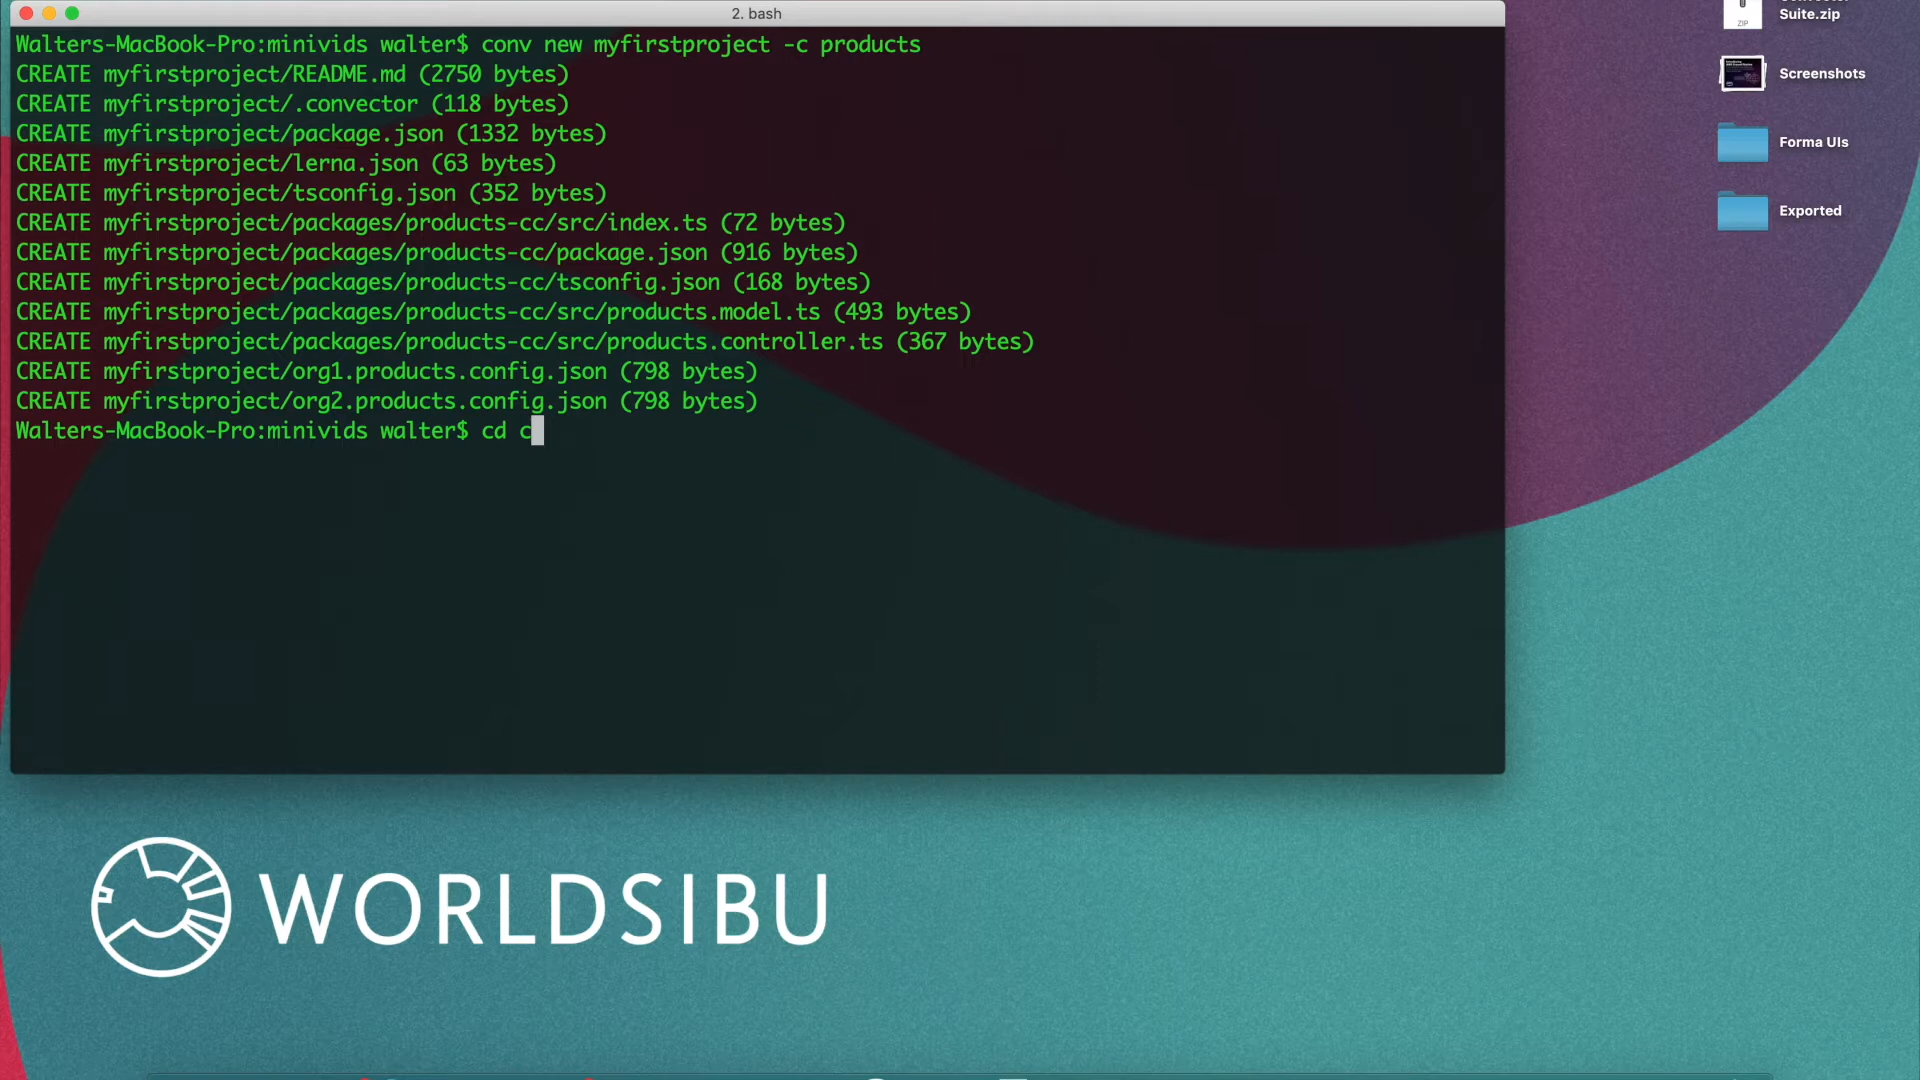 2. bash
Walters-MacBook-Pro:minivids walter$ conv new myfirstproject -c products
CREATE myfirstproject/README.md (2750 bytes)
CREATE myfirstproject/.convector (118 bytes)
CREATE myfirstproject/package.json (1332 bytes)
CREATE myfirstproject/lerna.json (63 bytes)
CREATE myfirstproject/tsconfig.json (352 bytes)
CREATE myfirstproject/packages/products-cc/src/index.ts (72 bytes)
CREATE myfirstproject/packages/products-cc/package.json (916 bytes)
CREATE myfirstproject/packages/products-cc/tsconfig.json (168 bytes)
CREATE myfirstproject/packages/products-cc/src/products.model.ts (493 bytes)
CREATE myfirstproject/packages/products-cc/src/products.controller.ts (367 bytes)
CREATE myfirstproject/org1.products.config.json (798 bytes)
CREATE myfirstproject/org2.products.config.json (798 bytes)
Walters-MacBook-Pro:minivids walter$ cd c
ZIP
Suite.zip
Screenshots
Forma UIs
Exported
WORLDSIBU